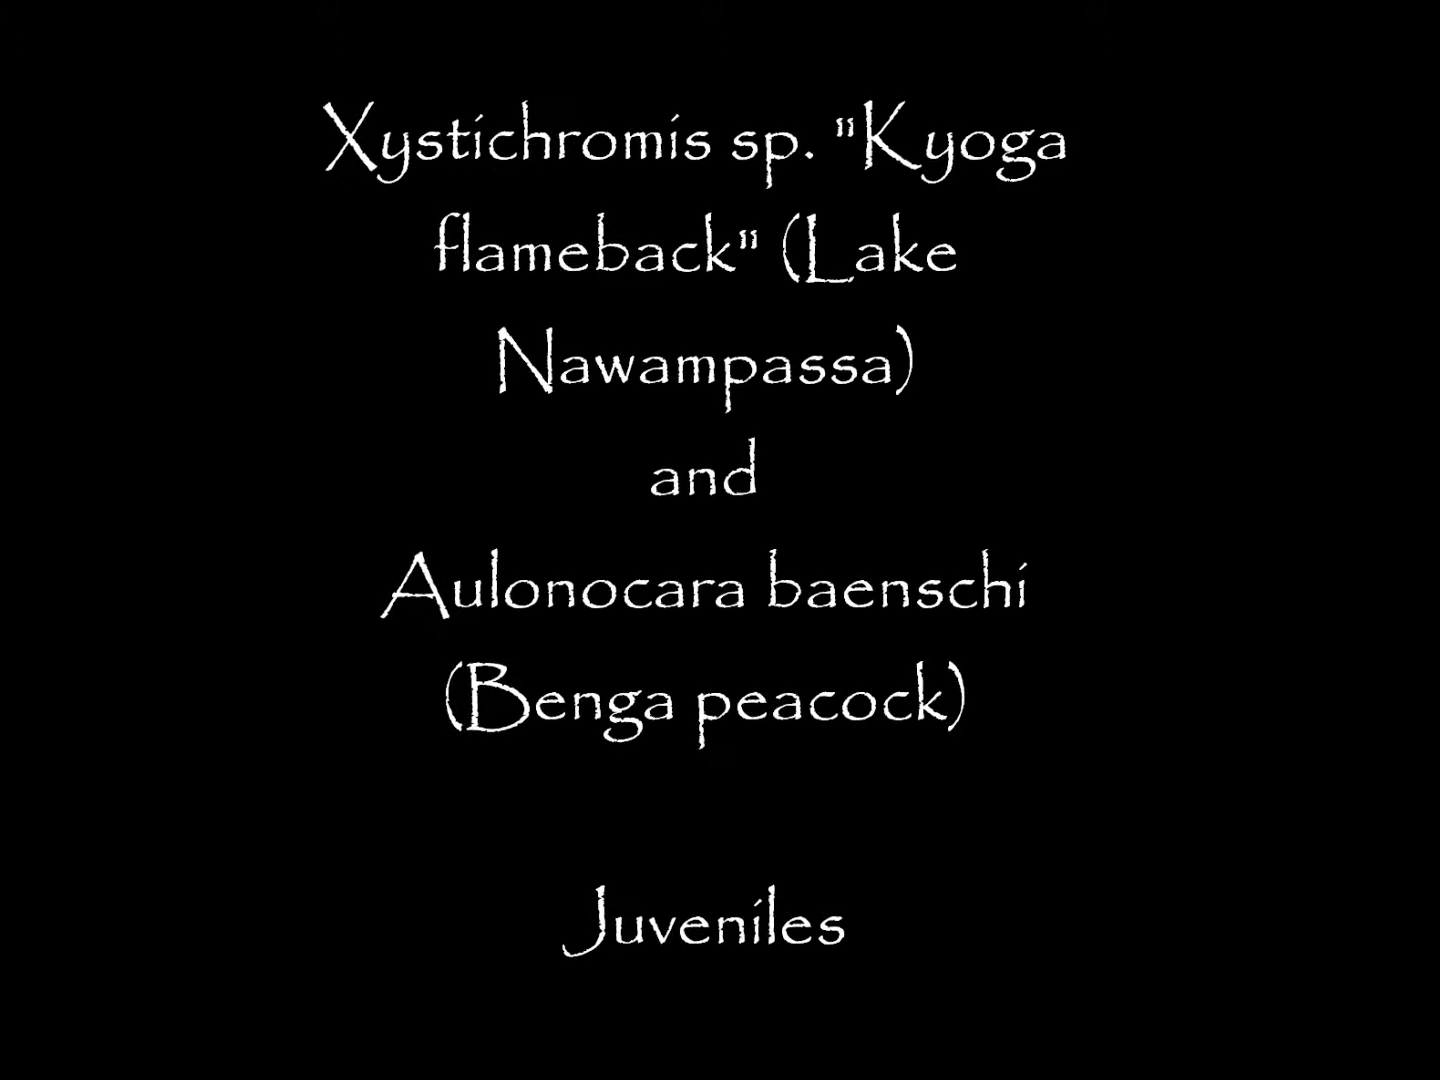 Xystichromis sp. "Kyoga
flameback" (Lake
Nawampassa)
and
Aulonocara baenschi
(Benga peacock)
Juveniles